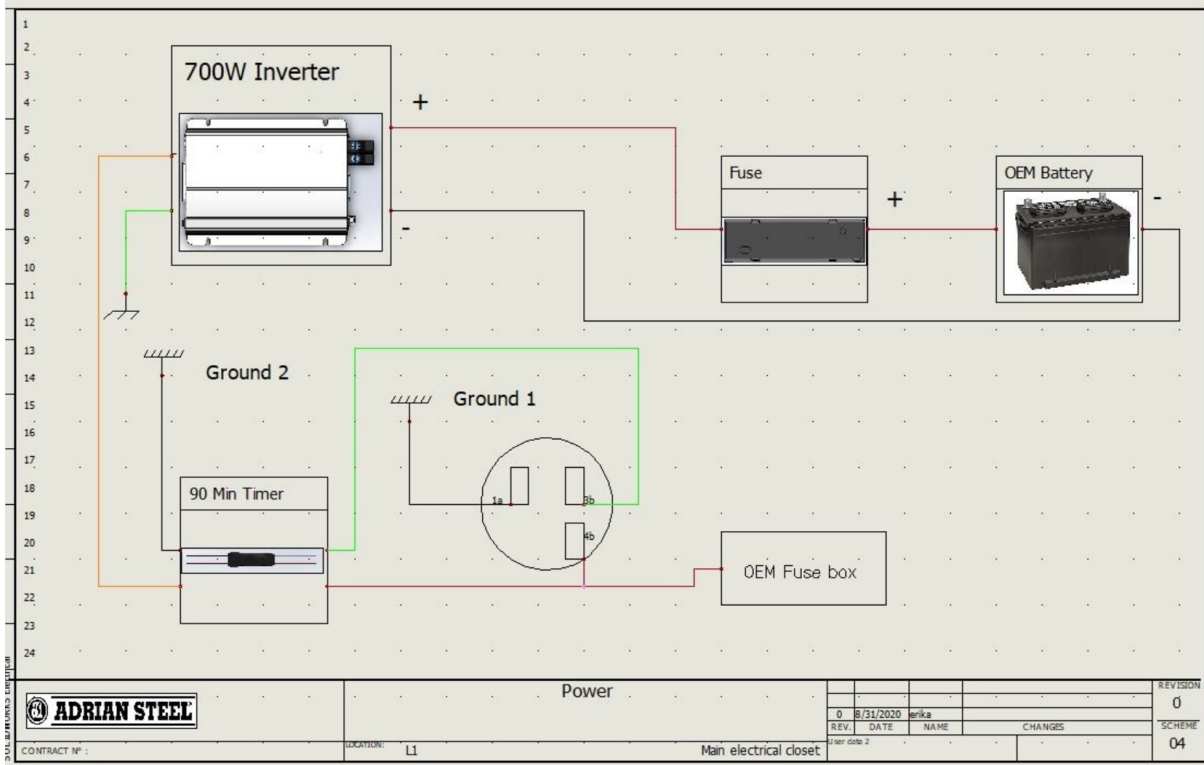 1
2
3
4
5
6
7
8
9
10
11
12
13
14
15
16
17
18
19
20
21
22
23
24
700W Inverter
+
-
Fuse
+
OEM Battery
-
Ground 2
Ground 1
1a
3b
4b
90 Min Timer
OEM Fuse box
SOLIDWORKS Electrical
ADRIAN STEEL
CONTRACT N° :
Power
LOCATION: L1
Main electrical closet
0 8/31/2020 erika
REV. DATE NAME CHANGES
User data 2
REVISION
0
SCHEME
04